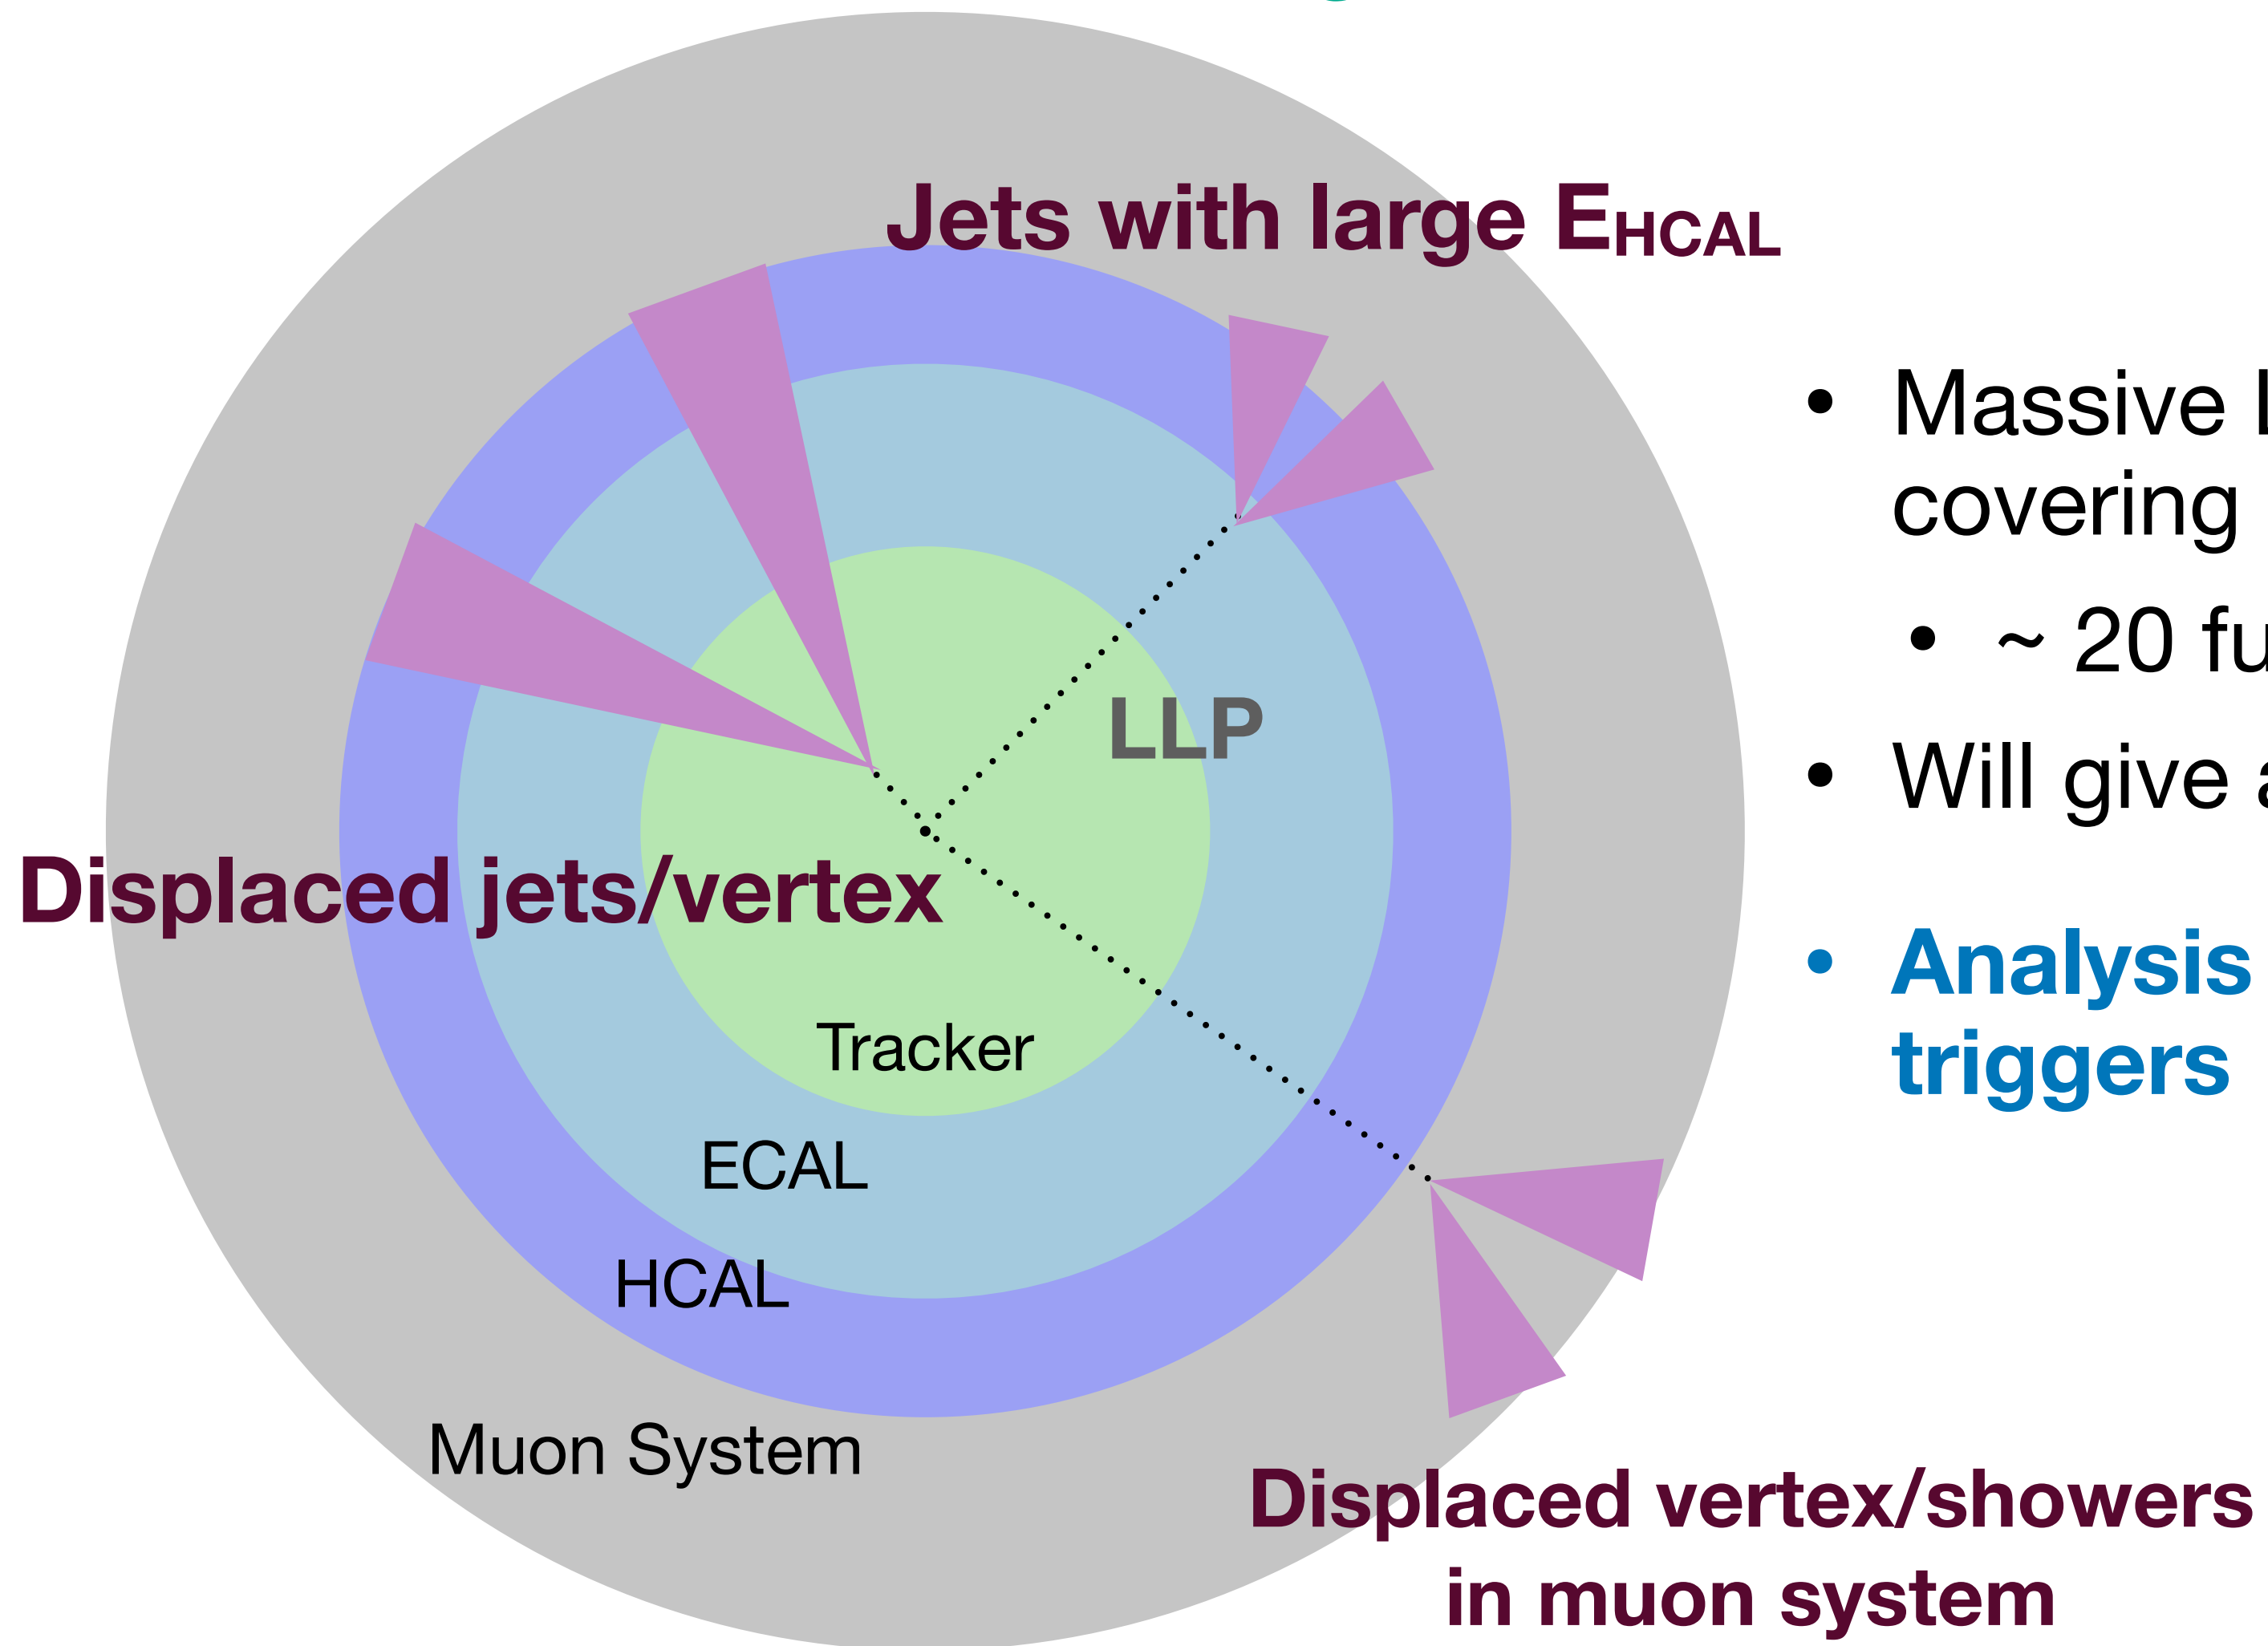 Jets with large EHCAL
LLP
Displaced jets/vertex
Tracker
ECAL
HCAL
Muon System
Displaced vertex/showers
in muon system
• Massive
covering
• ~ 20
• Will give
• Analysis
triggers